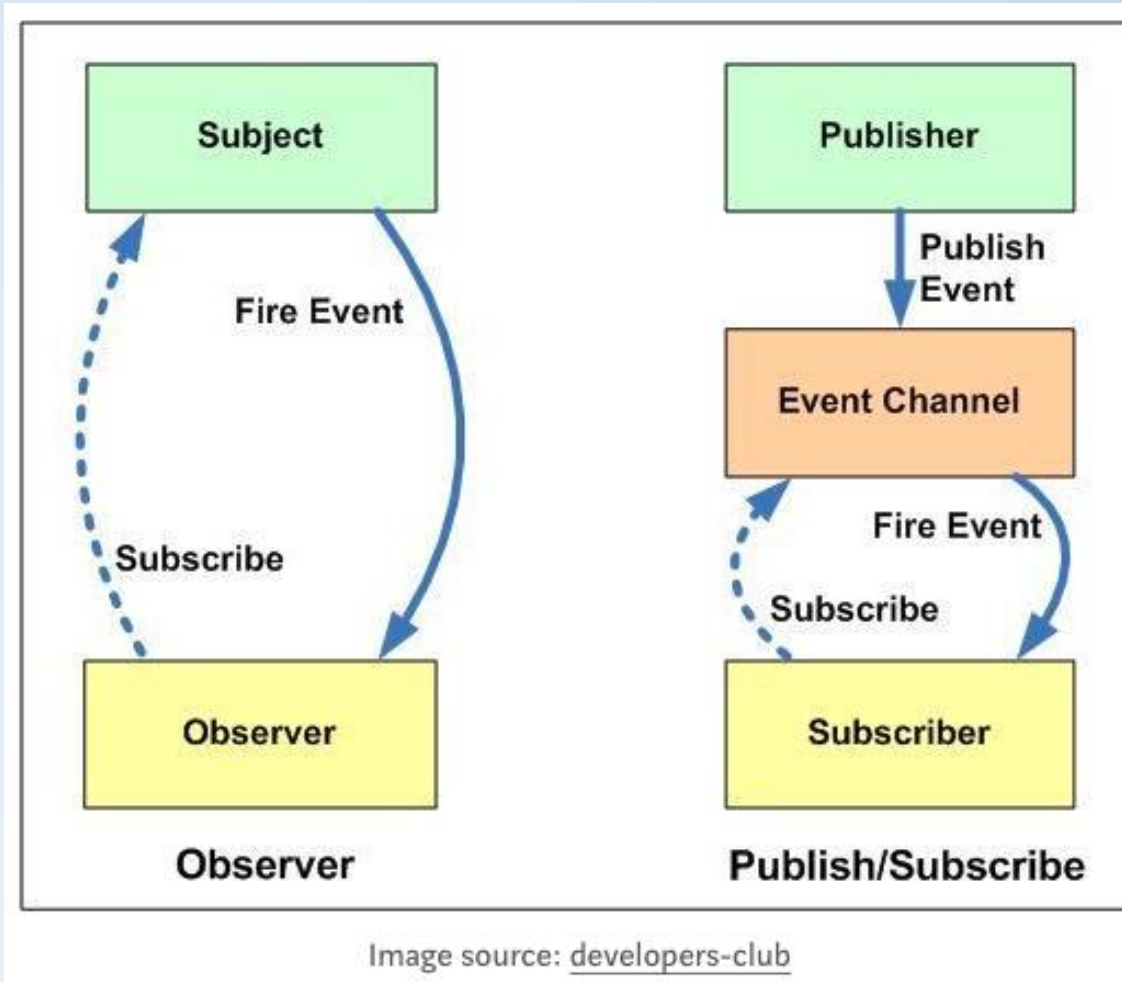 Subject
Fire Event
Subscribe
Observer
Observer
Publisher
Publish
Event
Event Channel
Fire Event
Subscribe
Subscriber
Publish/Subscribe
Image source: developers-club